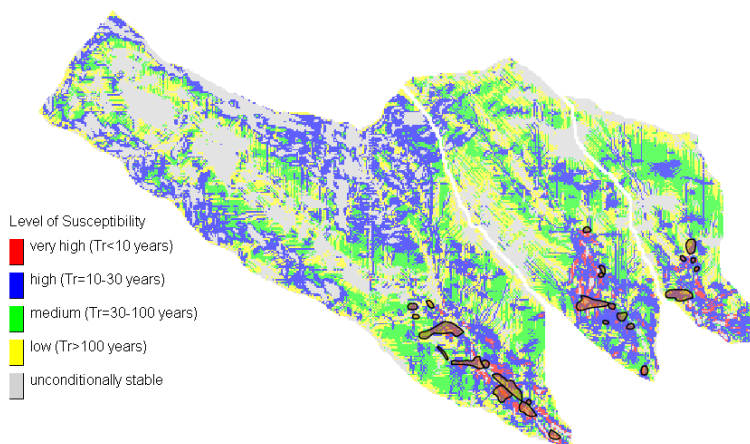 Level of Susceptibility
very high (Tr<10 years)
high (Tr=10-30 years)
medium (Tr=30-100 years)
low (Tr>100 years)
unconditionally stable